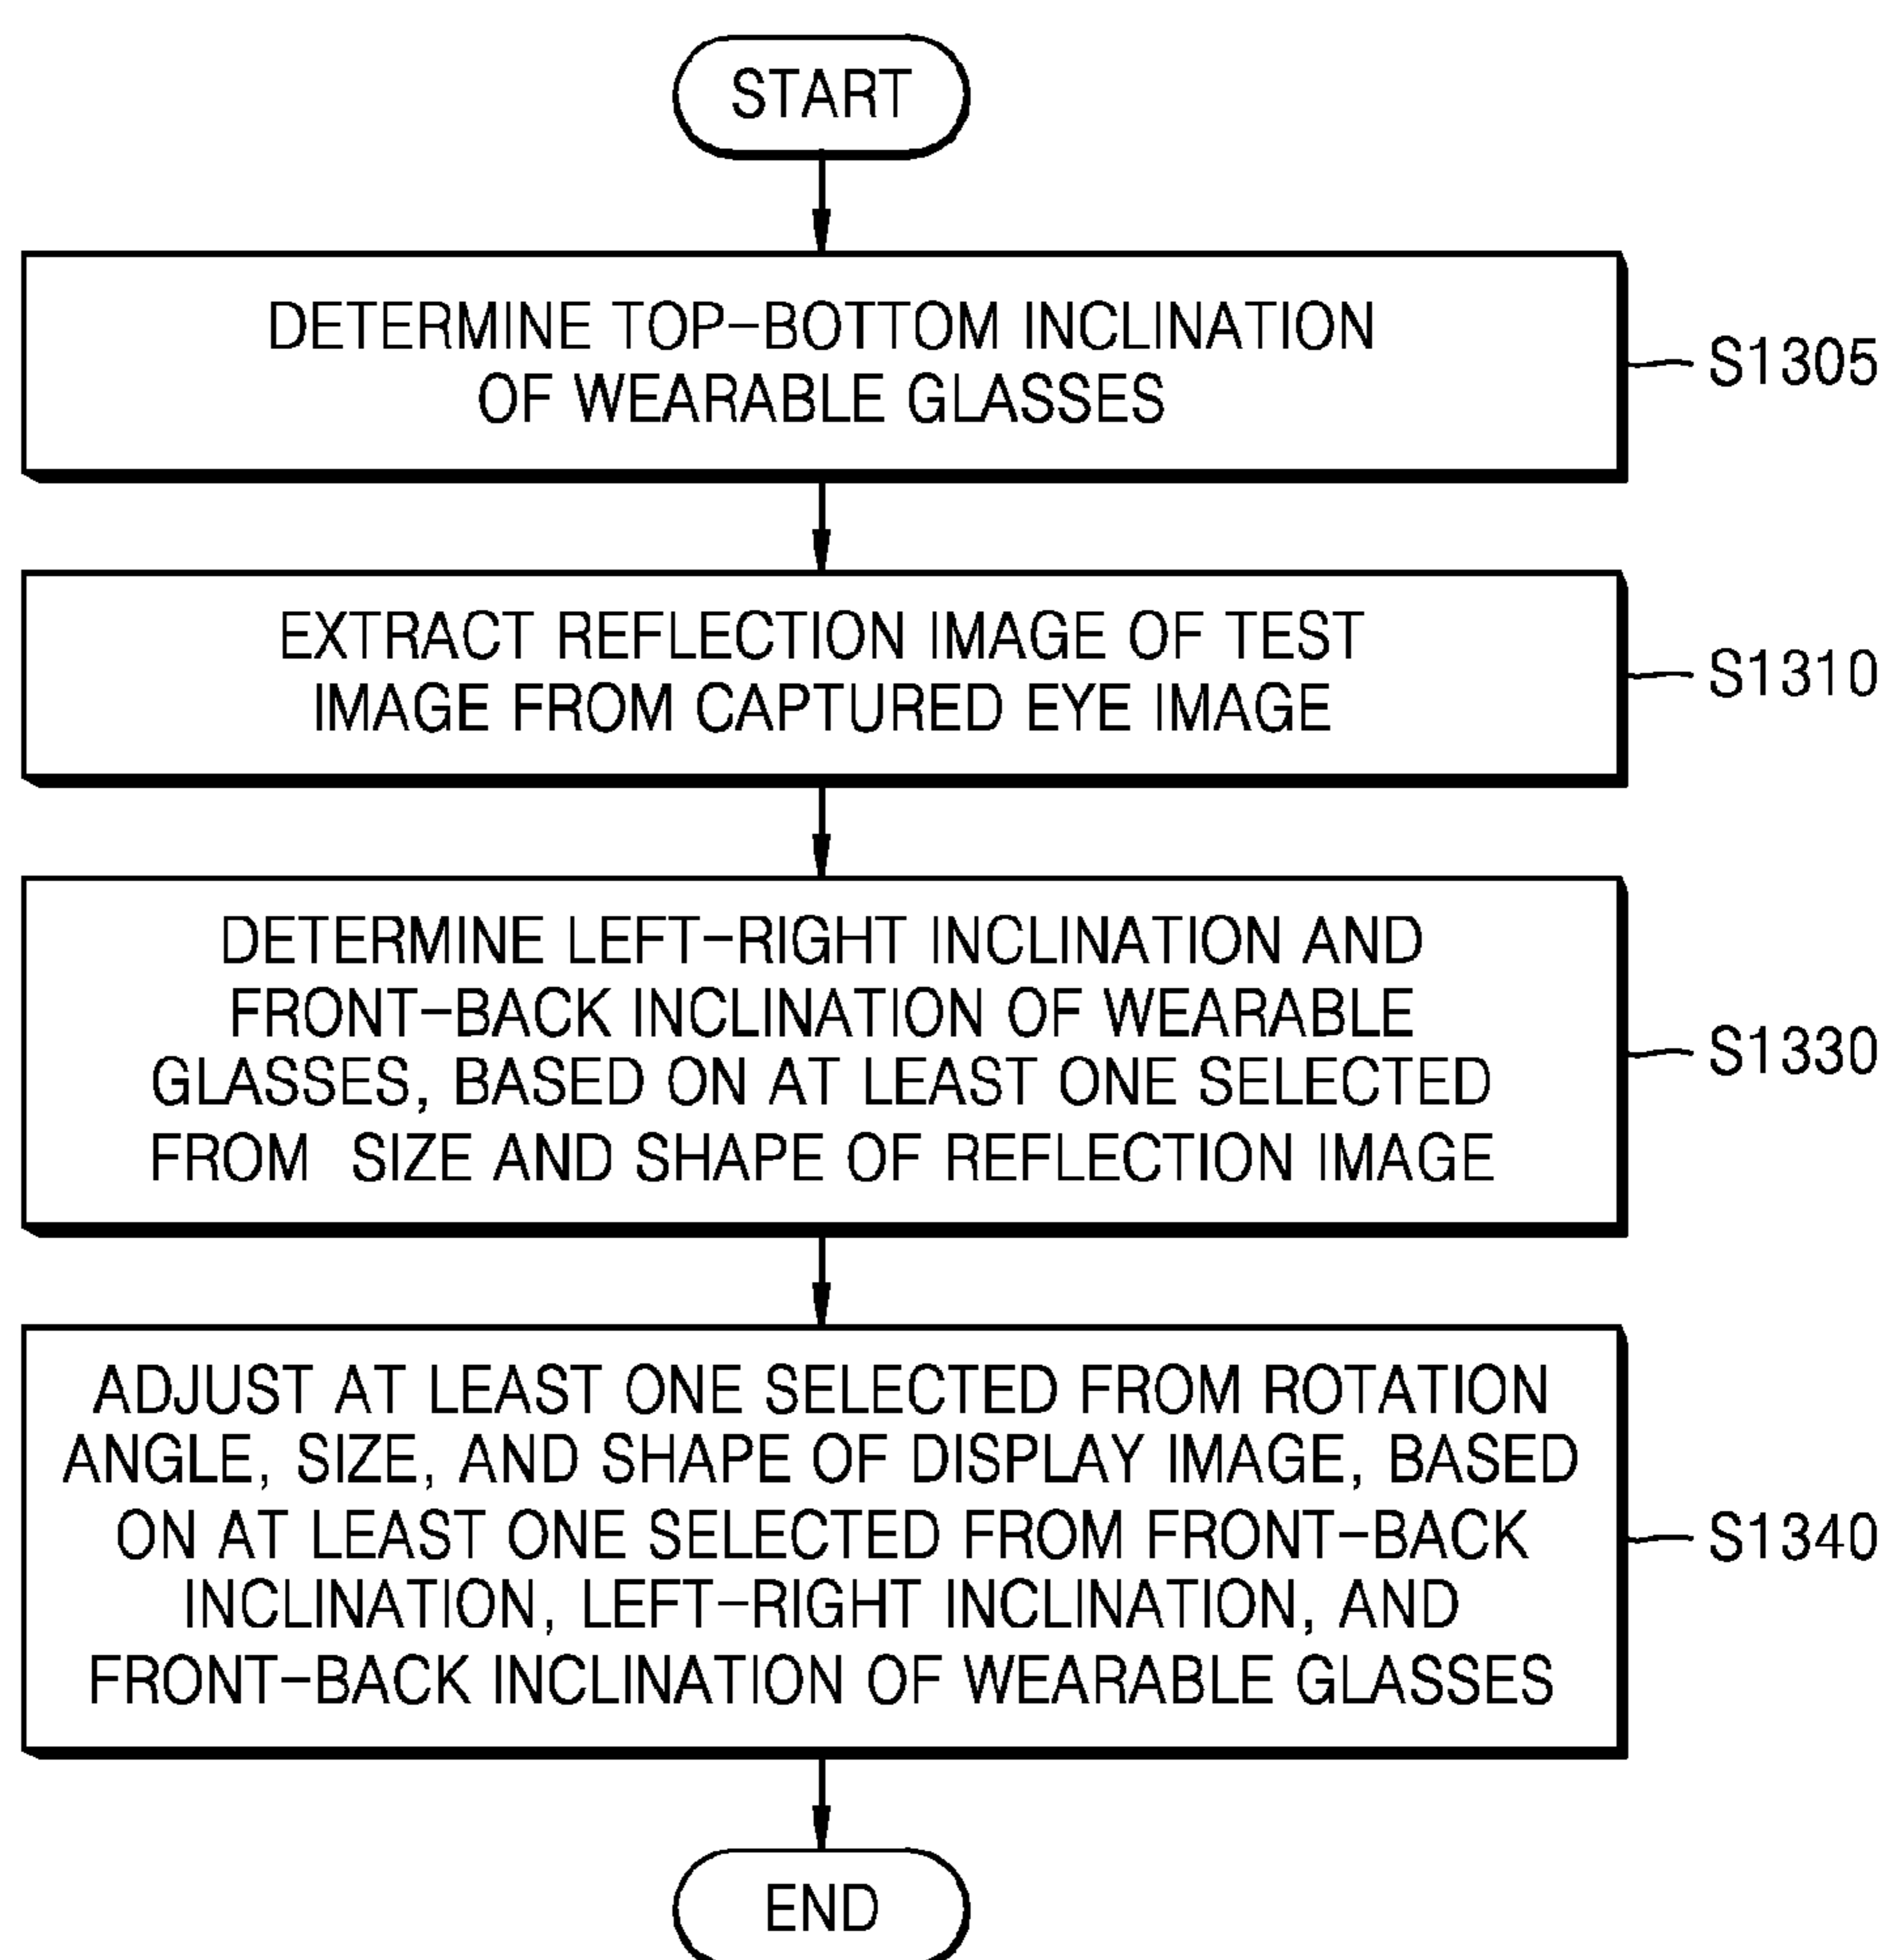 START
DETERMINE TOP-BOTTOM INCLINATION
OF WEARABLE GLASSES
S1305
EXTRACT REFLECTION IMAGE OF TEST
IMAGE FROM CAPTURED EYE IMAGE
S1310
DETERMINE LEFT-RIGHT INCLINATION AND
FRONT-BACK INCLINATION OF WEARABLE
GLASSES, BASED ON AT LEAST ONE SELECTED
FROM SIZE AND SHAPE OF REFLECTION IMAGE
S1330
ADJUST AT LEAST ONE SELECTED FROM ROTATION
ANGLE, SIZE, AND SHAPE OF DISPLAY IMAGE, BASED
ON AT LEAST ONE SELECTED FROM FRONT-BACK
INCLINATION, LEFT-RIGHT INCLINATION, AND
FRONT-BACK INCLINATION OF WEARABLE GLASSES
S1340
END